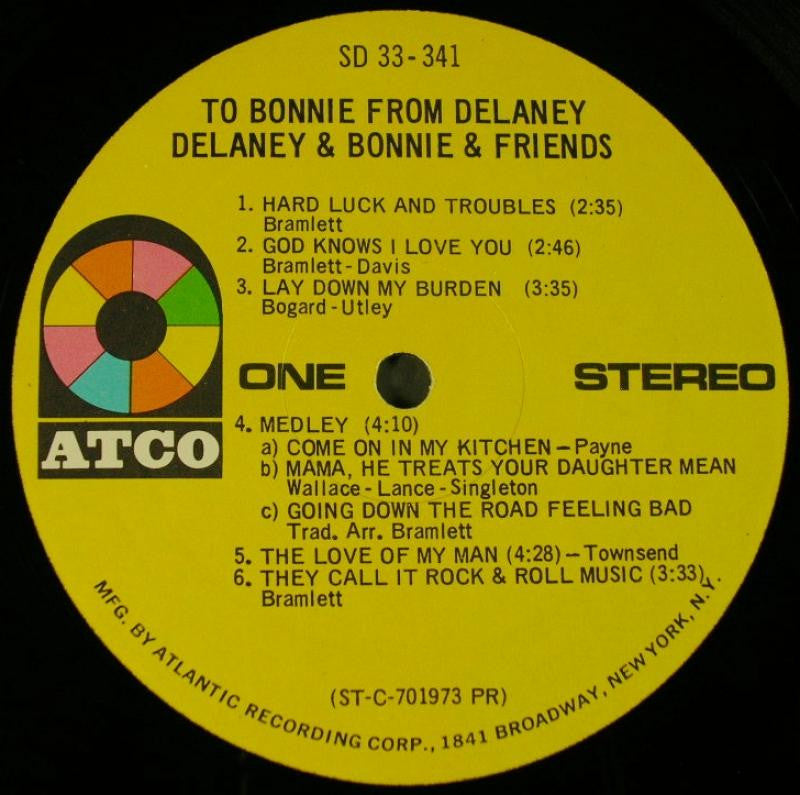 SD 33-341
TO BONNIE FROM DELANEY
DELANEY & BONNIE & FRIENDS
1. HARD LUCK AND TROUBLES (2:35)
Bramlett
2. GOD KNOWS I LOVE YOU (2:46)
Bramlett-Davis
3. LAY DOWN MY BURDEN (3:35)
Bogard-Utley
ONE STEREO
ATCO
4. MEDLEY (4:10)
a) COME ON IN MY KITCHEN—Payne
b) MAMA, HE TREATS YOUR DAUGHTER MEAN
Wallace-Lance-Singleton
c) GOING DOWN THE ROAD FEELING BAD
Trad. Arr. Bramlett
5. THE LOVE OF MY MAN (4:28)—Townsend
6. THEY CALL IT ROCK & ROLL MUSIC (3:33)
Bramlett
(ST-C-701973 PR)
MFG. BY ATLANTIC RECORDING CORP., 1841 BROADWAY, NEW YORK, N.Y.